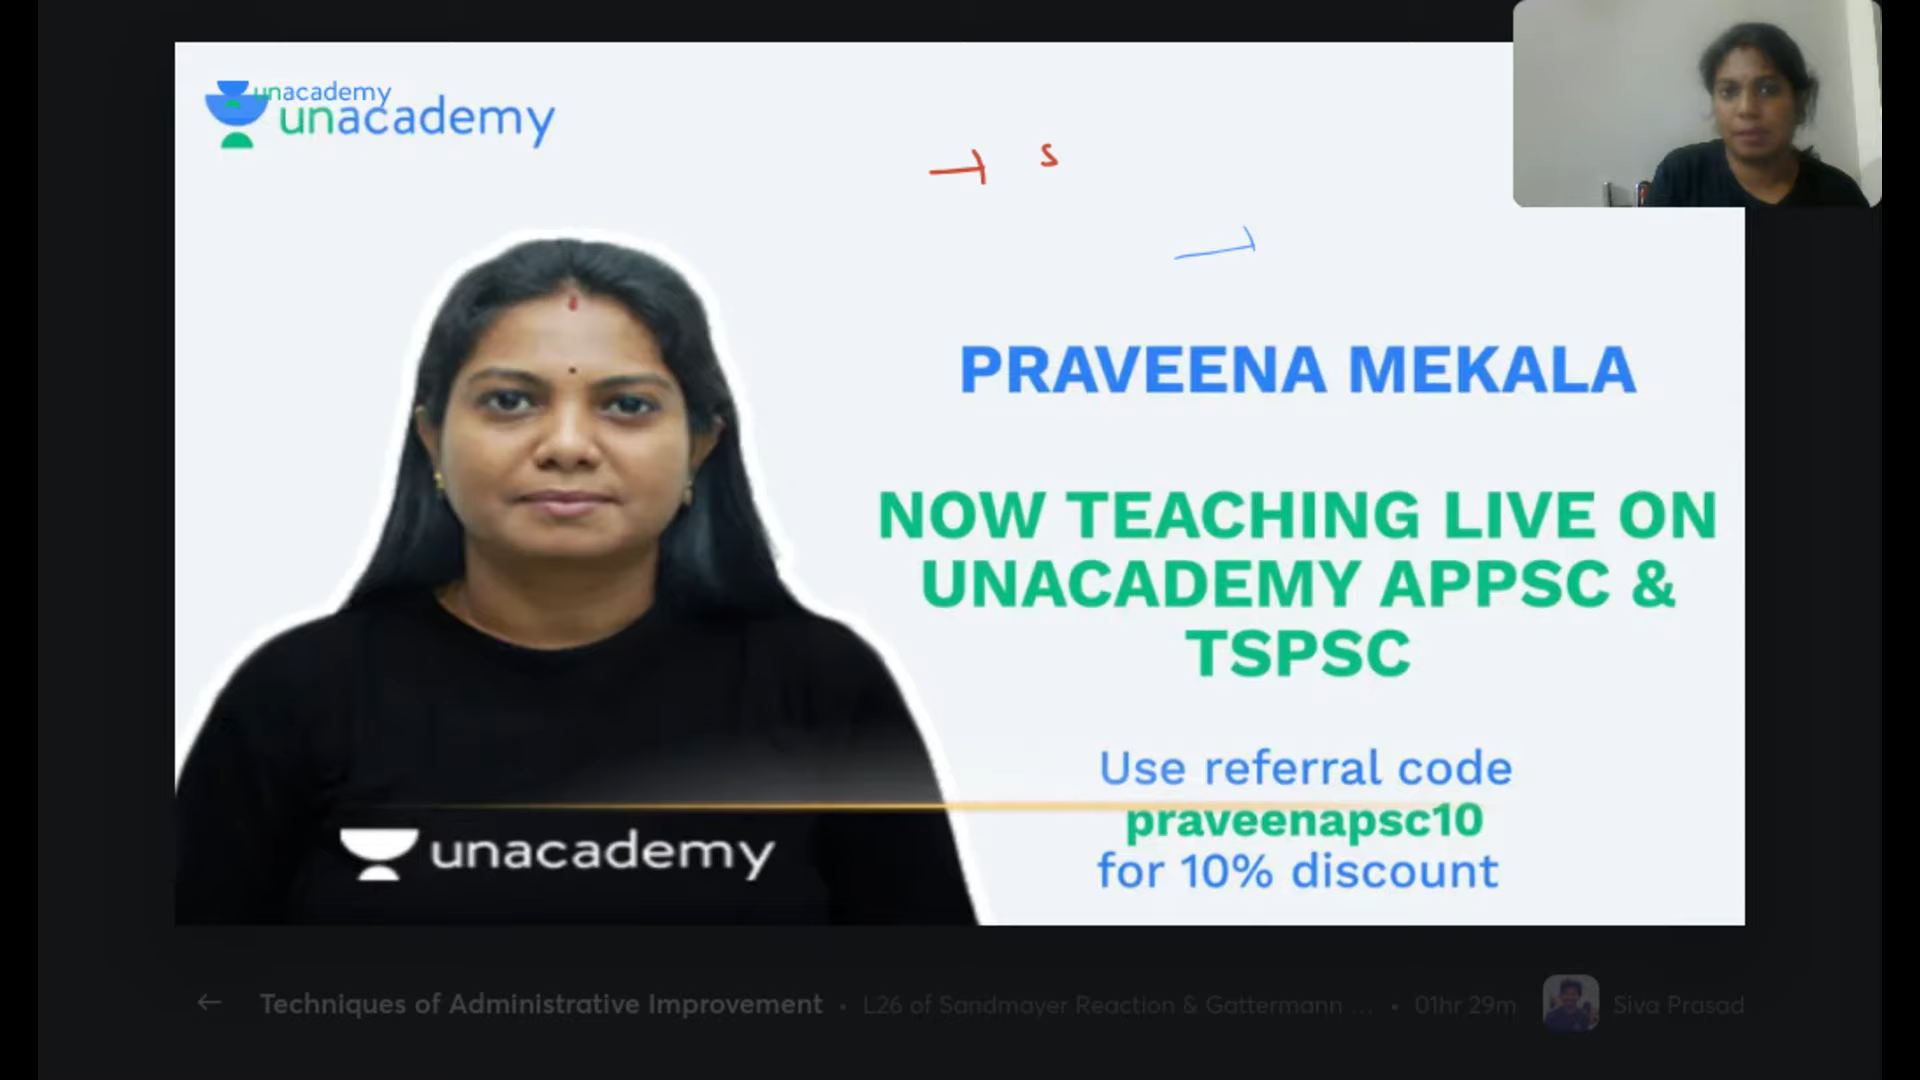 unacademy
unacademy
s
PRAVEENA MEKALA
NOW TEACHING LIVE ON
UNACADEMY APPSC &
TSPSC
Use referral code
praveenapsc10
for 10% discount
unacademy
Techniques of Administrative Improvement • L26 of Sandmayer Reaction & Gattermann ... • 01hr 29m Siva Prasad